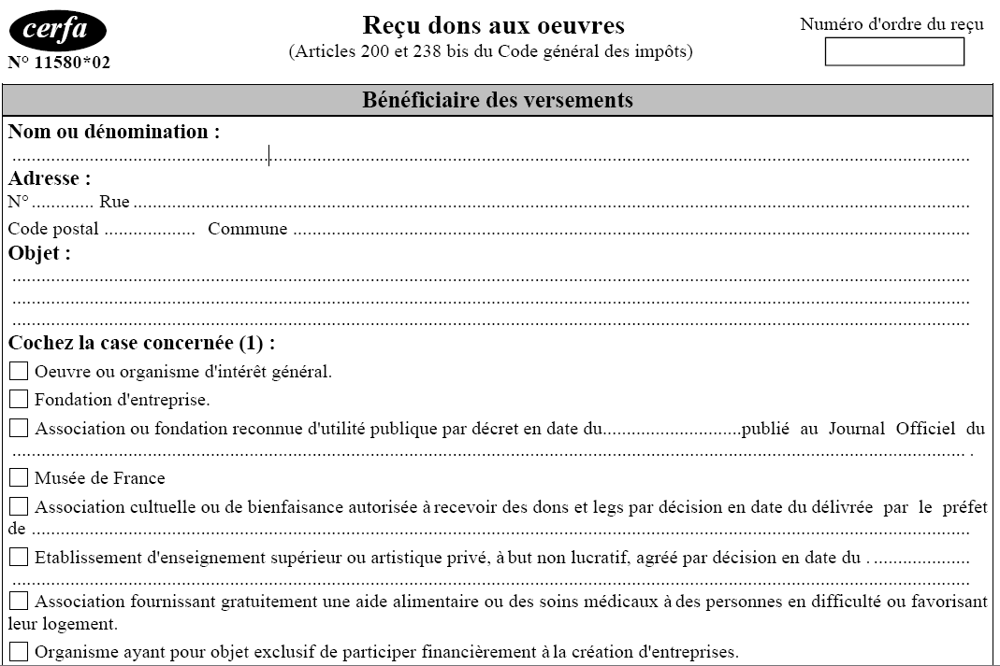 cerfa
N° 11580*02
Reçu dons aux oeuvres
(Articles 200 et 238 bis du Code général des impôts)
Numéro d'ordre du reçu
Bénéficiaire des versements
Nom ou dénomination :
..........................................................................................
Adresse :
N° ............. Rue ..........................................................................................
Code postal ................... Commune ..........................................................................................
Objet :
..........................................................................................
..........................................................................................
..........................................................................................
Cochez la case concernée (1) :
Oeuvre ou organisme d'intérêt général.
Fondation d'entreprise.
Association ou fondation reconnue d'utilité publique par décret en date du.............................publié au Journal Officiel du
.......................................................................................... .
Musée de France
Association cultuelle ou de bienfaisance autorisée à recevoir des dons et legs par décision en date du délivrée par le préfet
de ..........................................................................................
Etablissement d'enseignement supérieur ou artistique privé, à but non lucratif, agréé par décision en date du . ....................
..........................................................................................
Association fournissant gratuitement une aide alimentaire ou des soins médicaux à des personnes en difficulté ou favorisant
leur logement.
Organisme ayant pour objet exclusif de participer financièrement à la création d'entreprises.